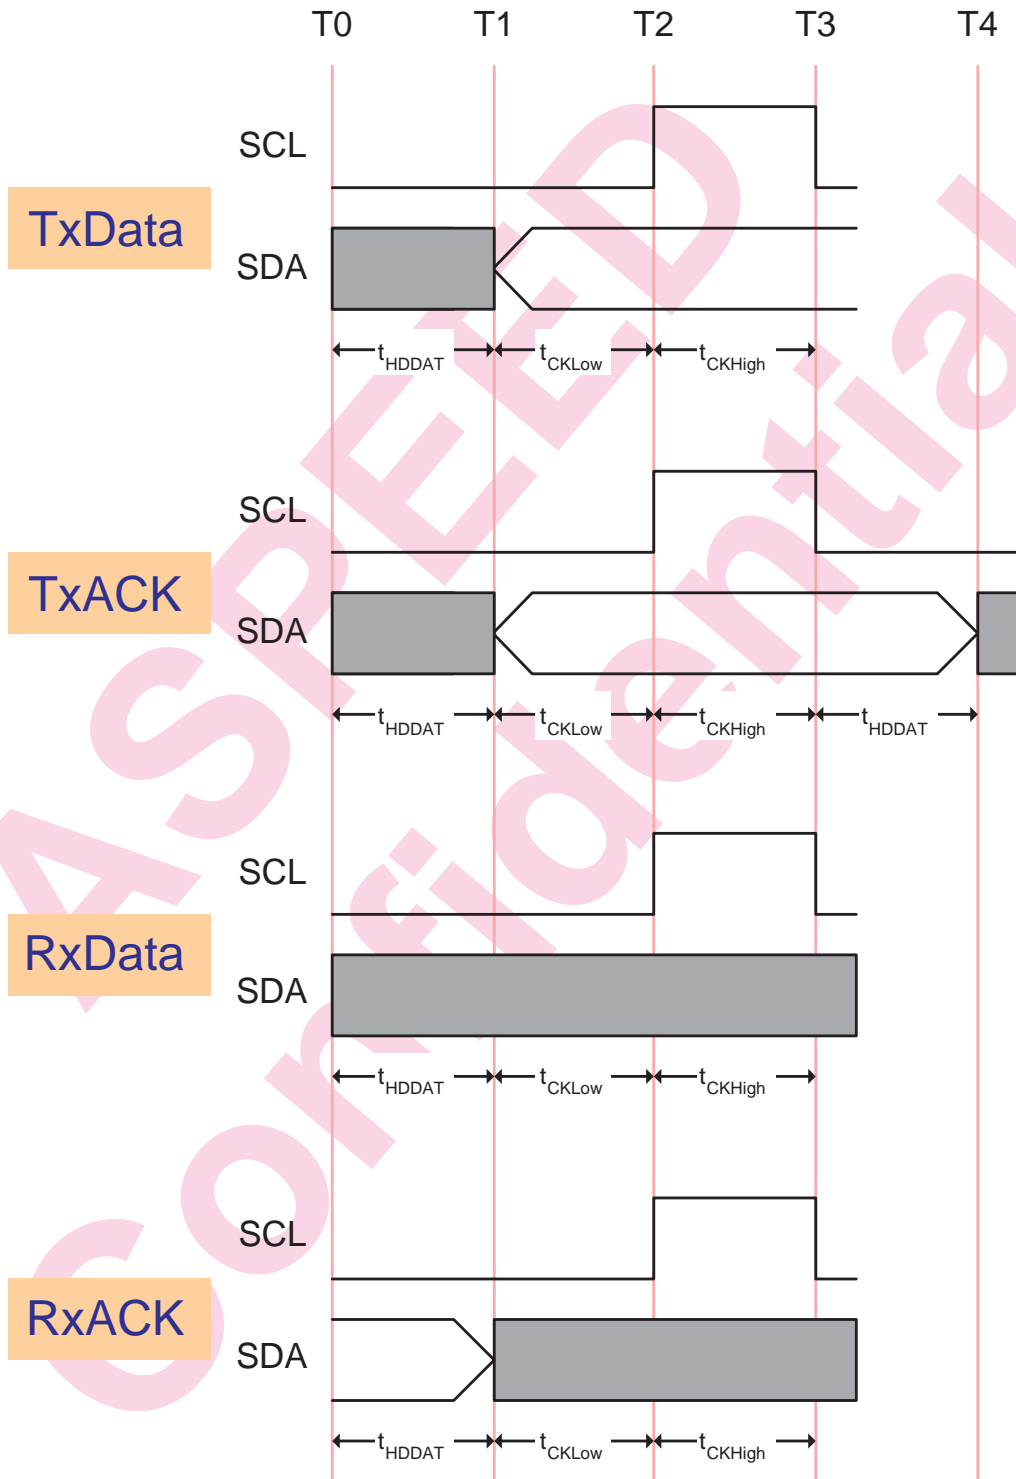 T0 T1 T2 T3 T4
SCL
TxData
SDA
tHDDAT tCKLow tCKHigh
SCL
TxACK
SDA
tHDDAT tCKLow tCKHigh tHDDAT
SCL
RxData
SDA
tHDDAT tCKLow tCKHigh
SCL
RxACK
SDA
tHDDAT tCKLow tCKHigh
ASPEED
Confidential